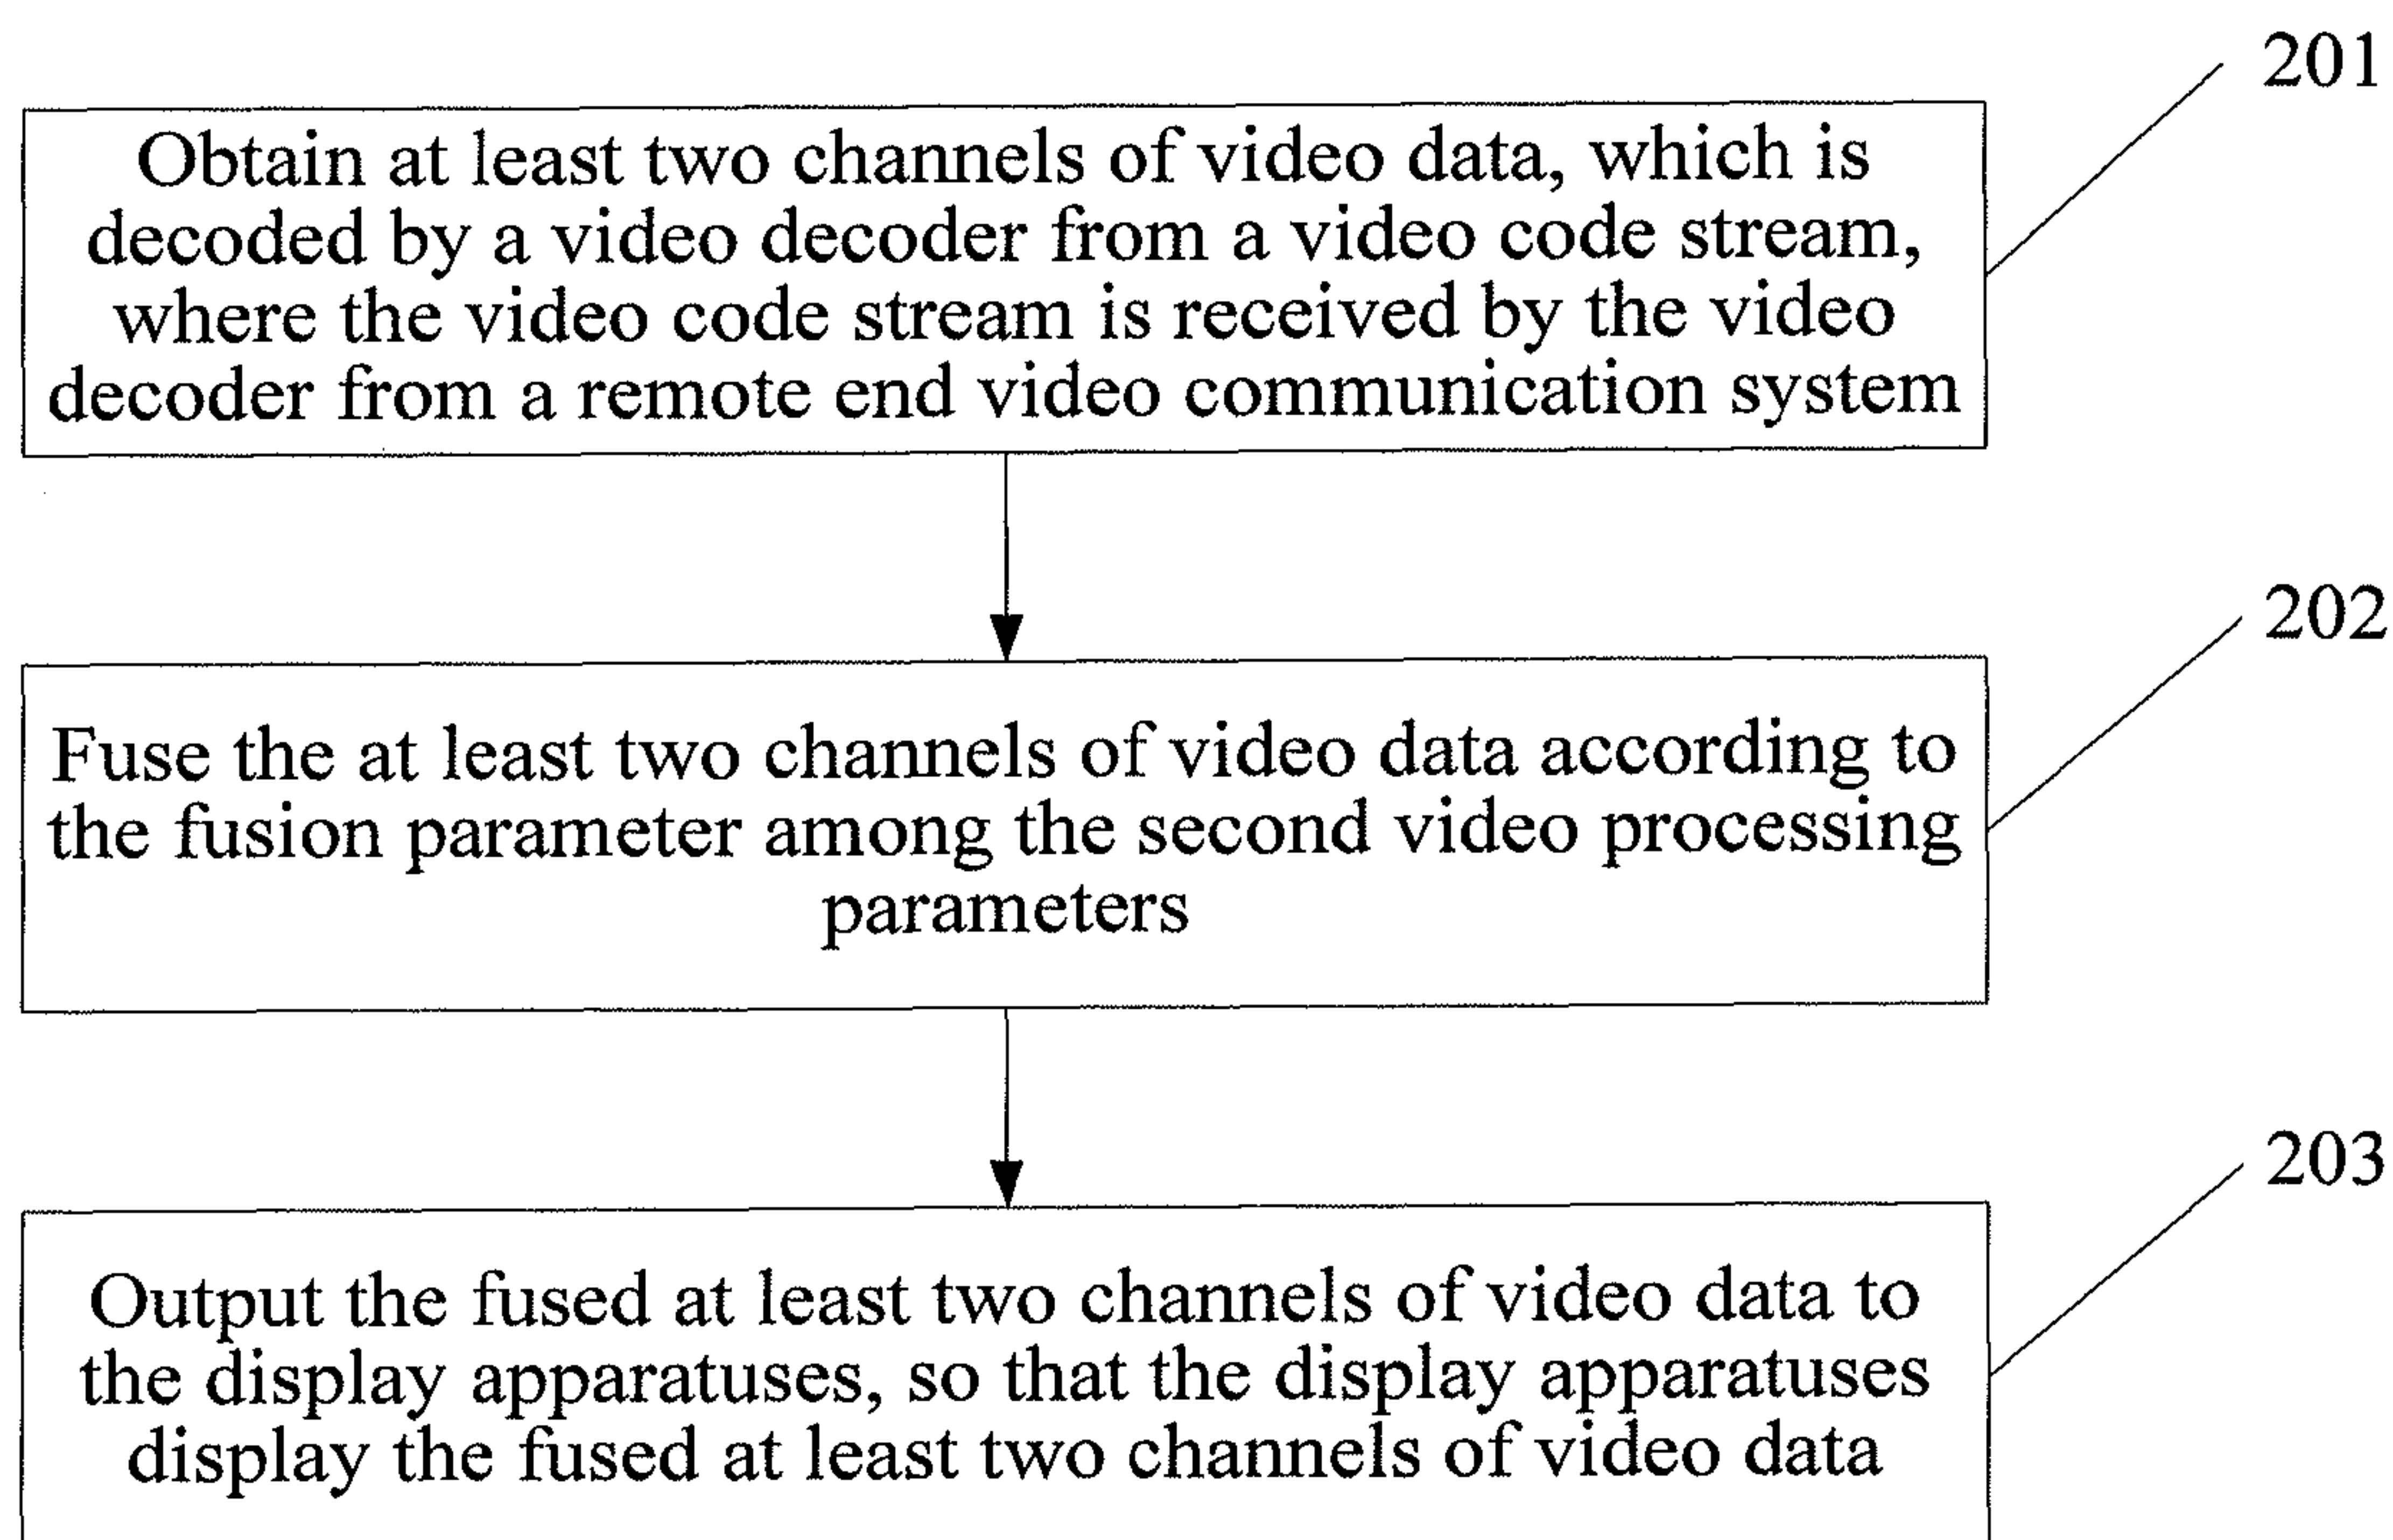 201
Obtain at least two channels of video data, which is
decoded by a video decoder from a video code stream,
where the video code stream is received by the video
decoder from a remote end video communication system
202
Fuse the at least two channels of video data according to
the fusion parameter among the second video processing
parameters
203
Output the fused at least two channels of video data to
the display apparatuses, so that the display apparatuses
display the fused at least two channels of video data